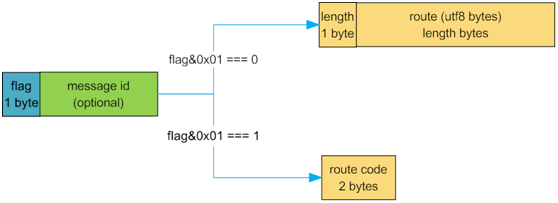 length
1 byte
route (utf8 bytes)
length bytes
flag&0x01 === 0
flag
1 byte
message id
(optional)
flag&0x01 === 1
route code
2 bytes